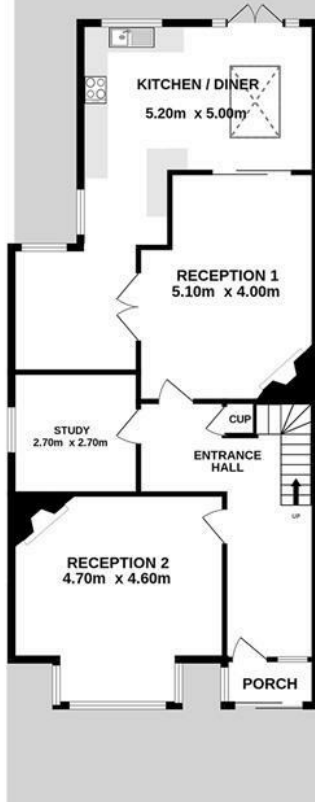 KITCHEN / DINER
5.20m x 5.00m
RECEPTION 1
5.10m x 4.00m
CUP
STUDY
2.70m x 2.70m
ENTRANCE
HALL
UP
RECEPTION 2
4.70m x 4.60m
PORCH